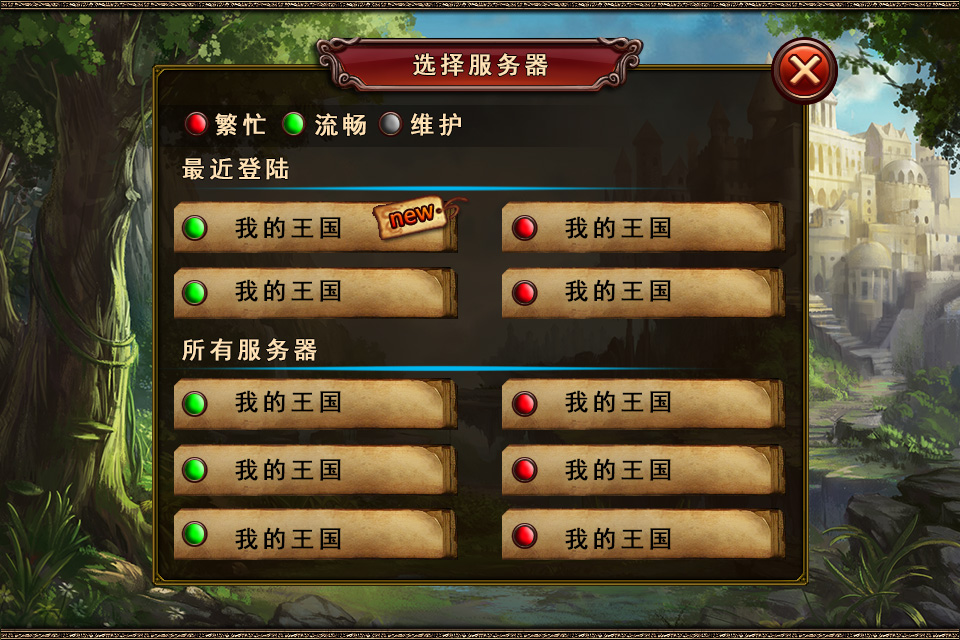 选择服务器
繁忙 流畅 维护
最近登陆
我的王国 new 我的王国
我的王国 我的王国
所有服务器
我的王国 我的王国
我的王国 我的王国
我的王国 我的王国